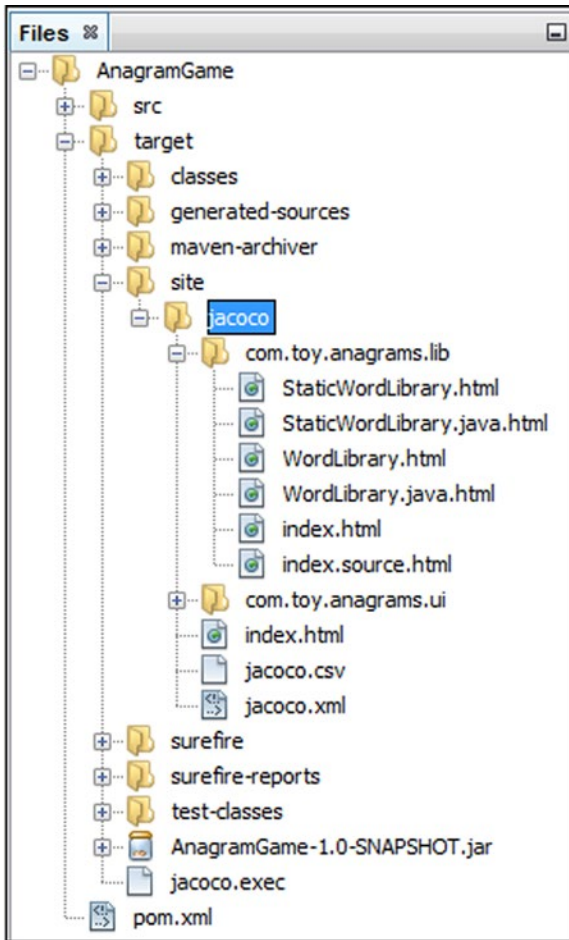 Files
AnagramGame
src
target
classes
generated-sources
maven-archiver
site
jacoco
com.toy.anagrams.lib
StaticWordLibrary.html
StaticWordLibrary.java.html
WordLibrary.html
WordLibrary.java.html
index.html
index.source.html
com.toy.anagrams.ui
index.html
jacoco.csv
jacoco.xml
surefire
surefire-reports
test-classes
AnagramGame-1.0-SNAPSHOT.jar
jacoco.exec
pom.xml